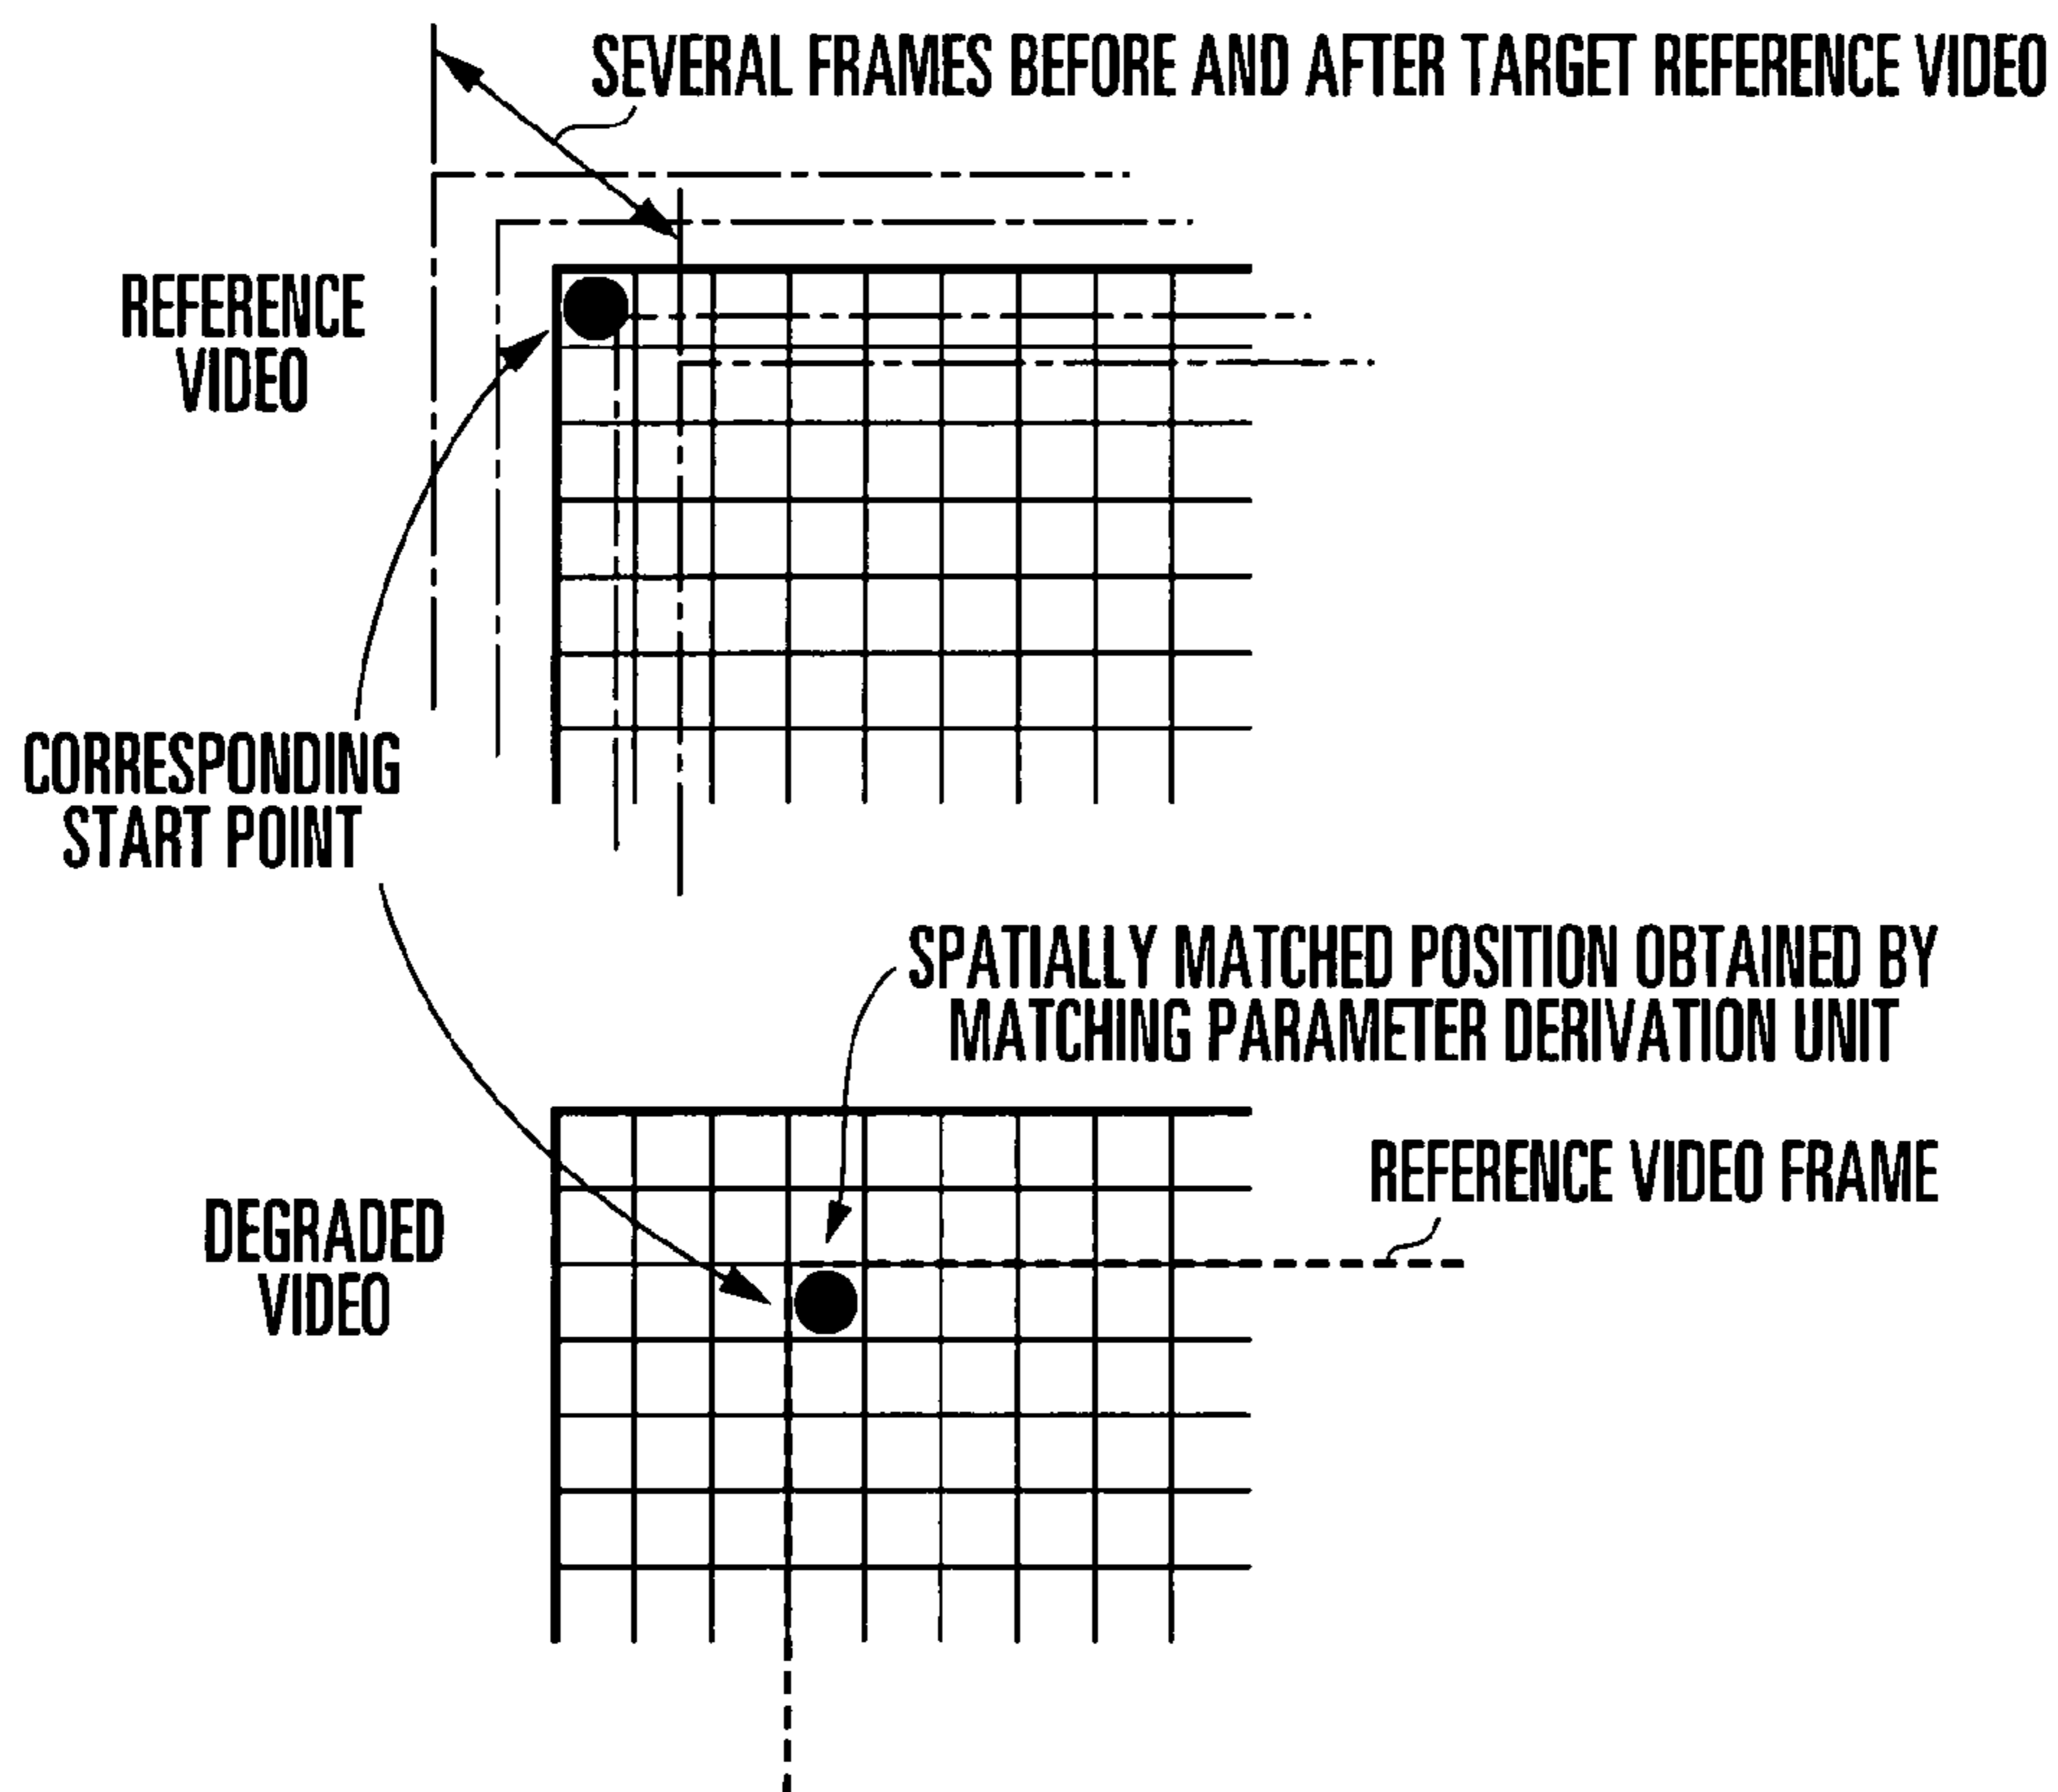 SEVERAL FRAMES BEFORE AND AFTER TARGET REFERENCE VIDEO
REFERENCE
VIDEO
CORRESPONDING
START POINT
SPATIALLY MATCHED POSITION OBTAINED BY
MATCHING PARAMETER DERIVATION UNIT
REFERENCE VIDEO FRAME
DEGRADED
VIDEO